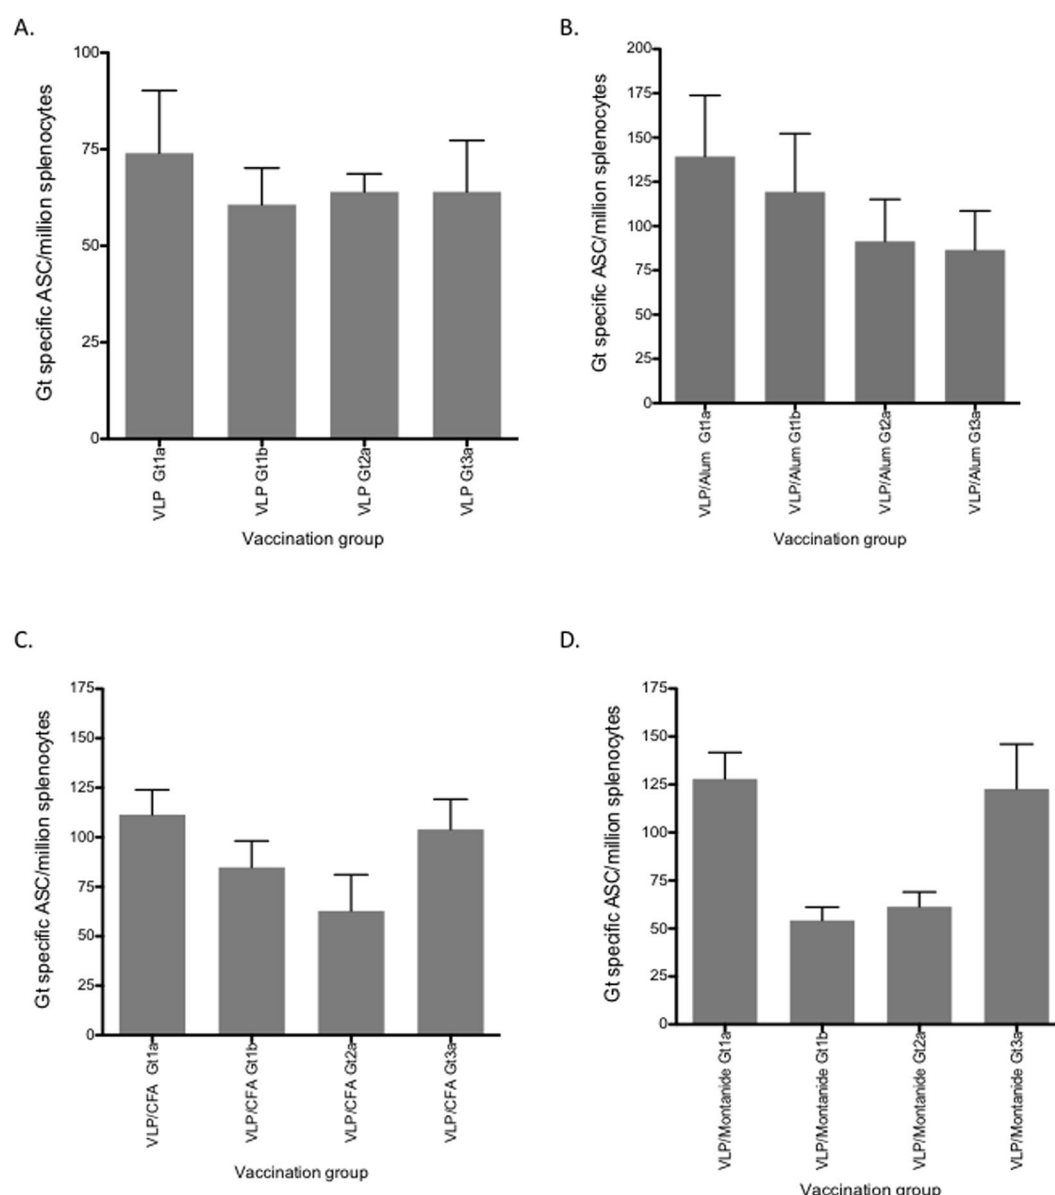 A.
Gt specific ASC/million splenocytes
100
75
50
25
0
VLP Gt1a
VLP Gt1b
VLP Gt2a
VLP Gt3a
Vaccination group
B.
Gt specific ASC/million splenocytes
200
175
150
125
100
75
50
25
0
VLP/Alum Gt1a
VLP/Alum Gt1b
VLP/Alum Gt2a
VLP/Alum Gt3a
Vaccination group
C.
Gt specific ASC/million splenocytes
175
150
125
100
75
50
25
0
VLP/CFA Gt1a
VLP/CFA Gt1b
VLP/CFA Gt2a
VLP/CFA Gt3a
Vaccination group
D.
Gt specific ASC/million splenocytes
175
150
125
100
75
50
25
0
VLP/Montanide Gt1a
VLP/Montanide Gt1b
VLP/Montanide Gt2a
VLP/Montanide Gt3a
Vaccination group